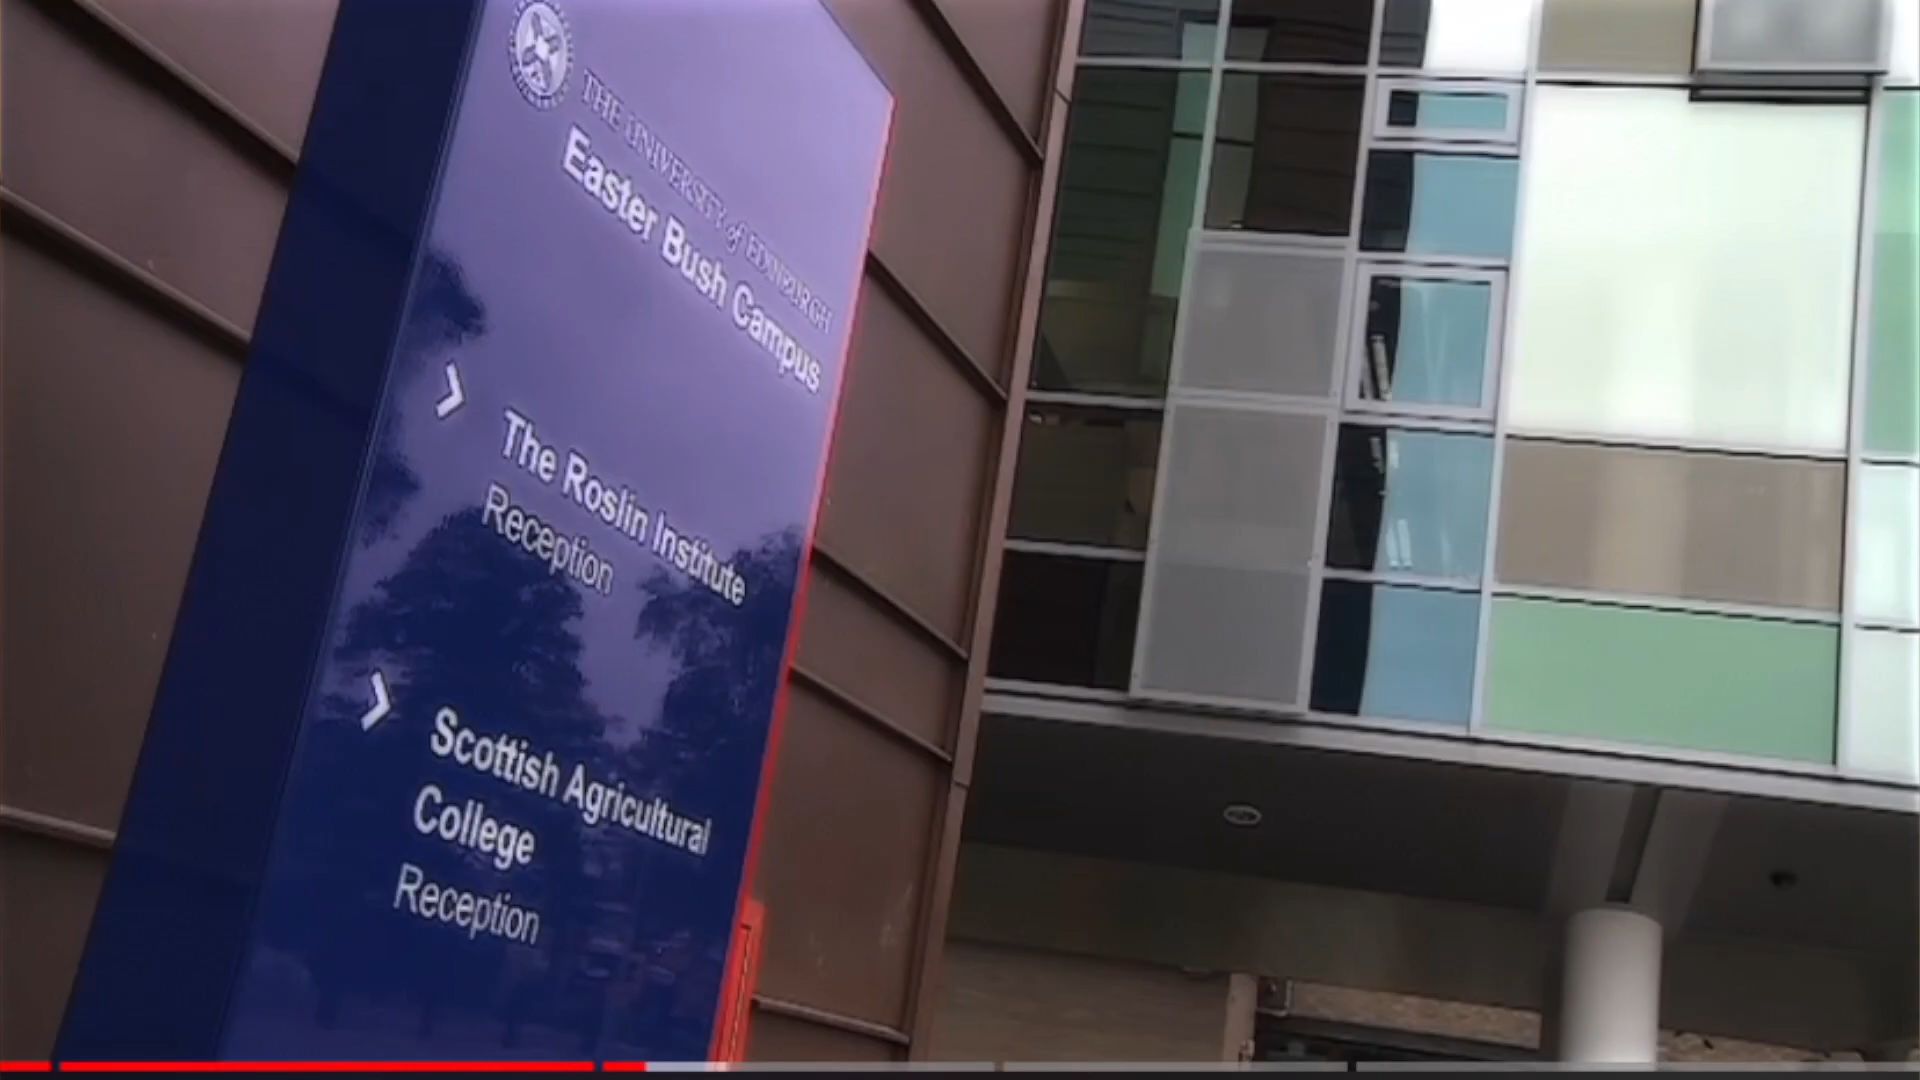 THE UNIVERSITY of EDINBURGH
Easter Bush Campus
The Roslin Institute
Reception
Scottish Agricultural
College
Reception